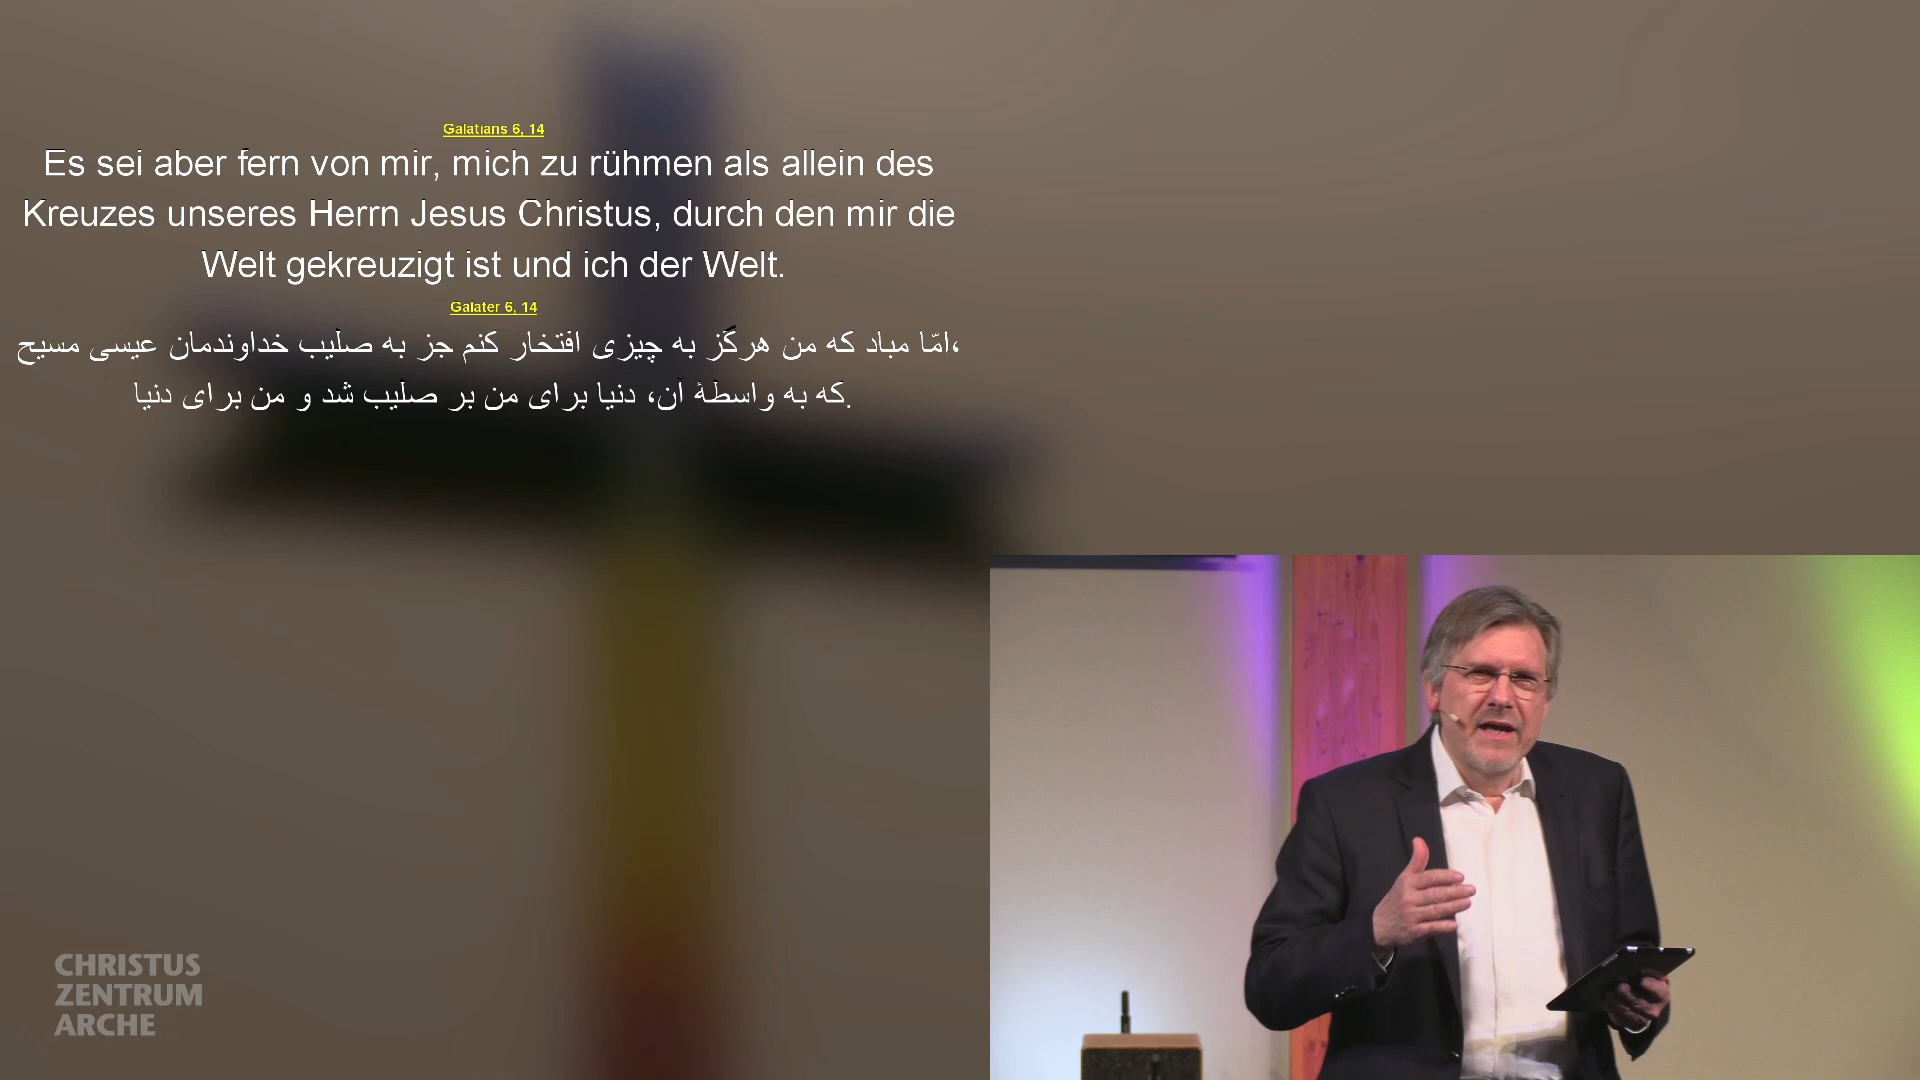 Galatians 6, 14
Es sei aber fern von mir, mich zu rühmen als allein des
Kreuzes unseres Herrn Jesus Christus, durch den mir die
Welt gekreuzigt ist und ich der Welt.
Galater 6, 14
امّا مباد که من هرگز به چیزی افتخار کنم جز به صلیب خداوندمان عیسی مسیح،
که به واسطۀ آن، دنیا برای من بر صلیب شد و من برای دنیا.
CHRISTUS
ZENTRUM
ARCHE